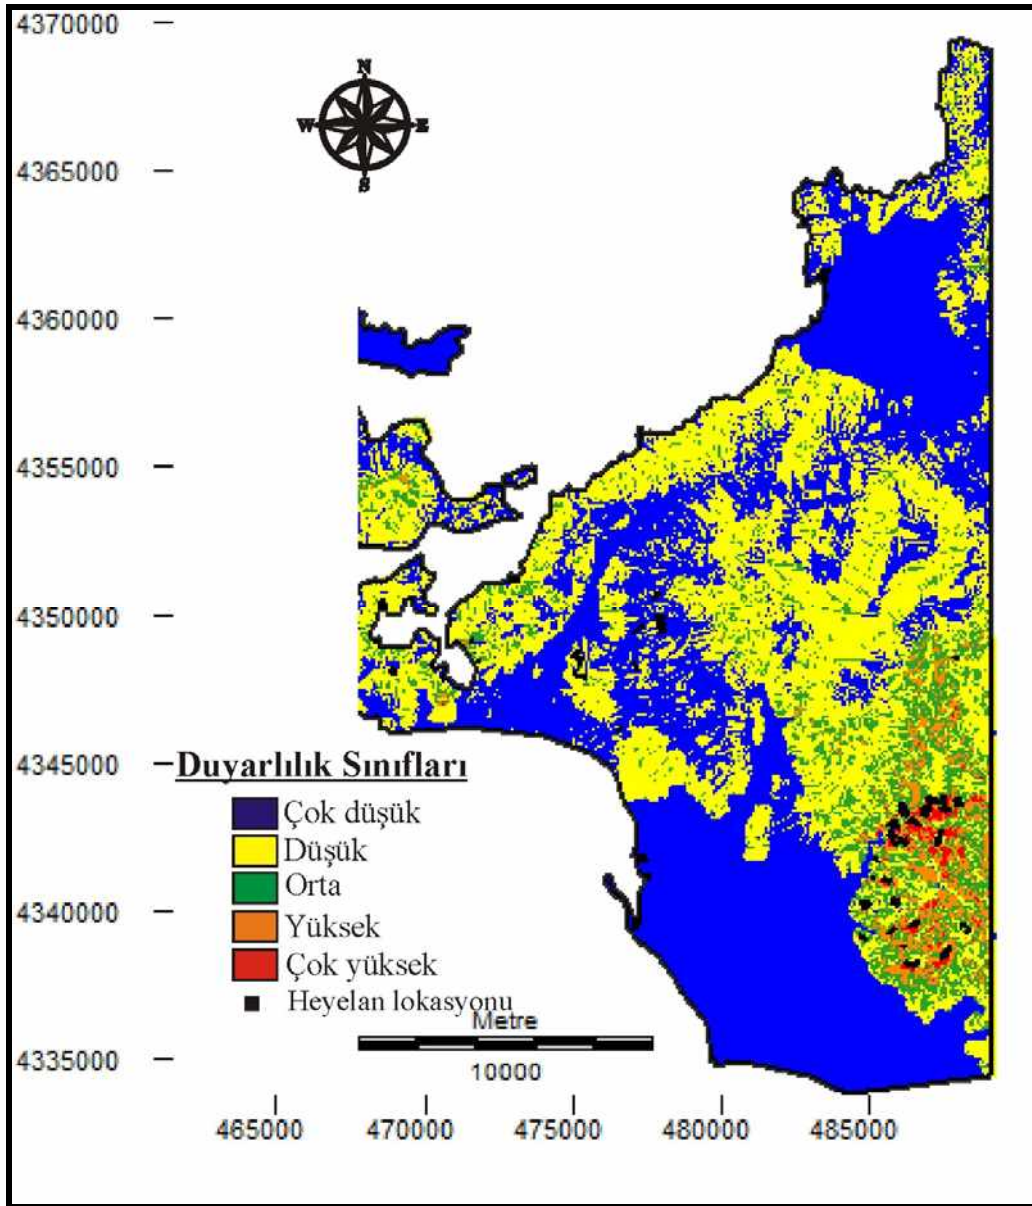 4370000
N
W
E
S
4365000
4360000
4355000
4350000
4345000
Duyarlılık Sınıfları
Çok düşük
Düşük
Orta
4340000
Yüksek
Çok yüksek
Heyelan lokasyonu
Metre
4335000
10000
465000 470000 475000 480000 485000